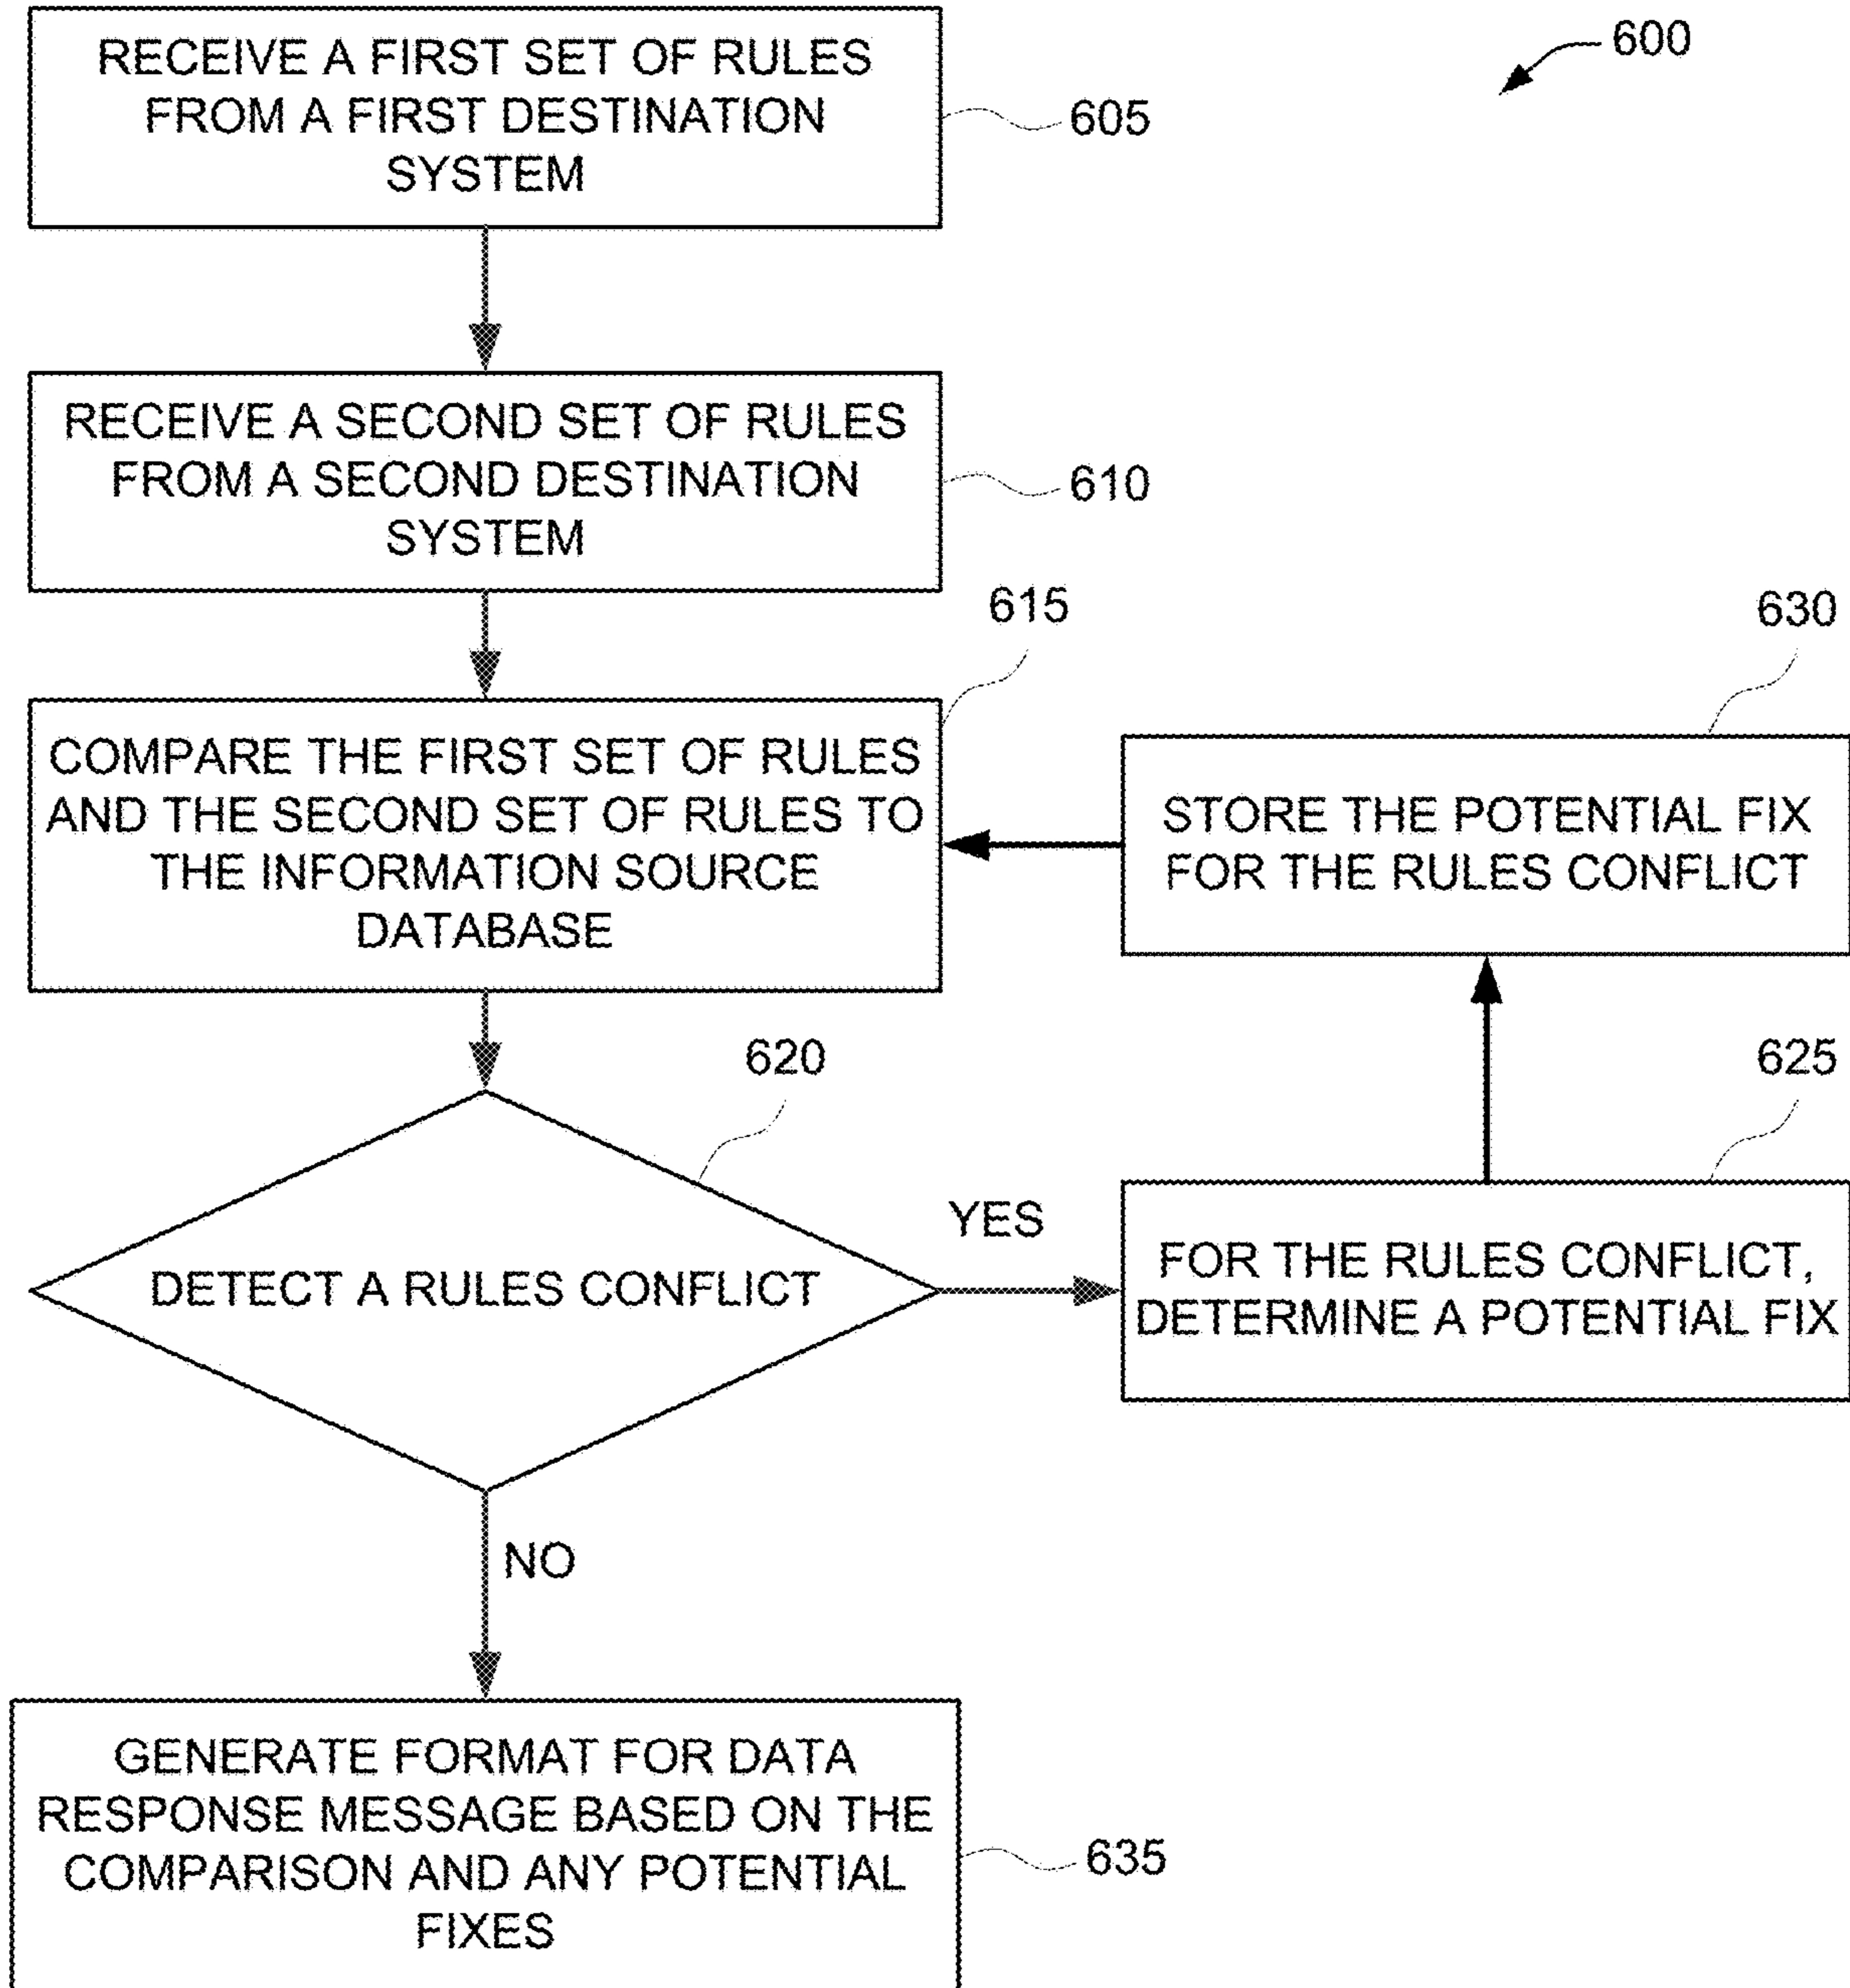 600
RECEIVE A FIRST SET OF RULES
FROM A FIRST DESTINATION
SYSTEM
605
RECEIVE A SECOND SET OF RULES
FROM A SECOND DESTINATION
SYSTEM
610
615
COMPARE THE FIRST SET OF RULES
AND THE SECOND SET OF RULES TO
THE INFORMATION SOURCE
DATABASE
630
STORE THE POTENTIAL FIX
FOR THE RULES CONFLICT
620
DETECT A RULES CONFLICT
YES
625
FOR THE RULES CONFLICT,
DETERMINE A POTENTIAL FIX
NO
GENERATE FORMAT FOR DATA
RESPONSE MESSAGE BASED ON THE
COMPARISON AND ANY POTENTIAL
FIXES
635